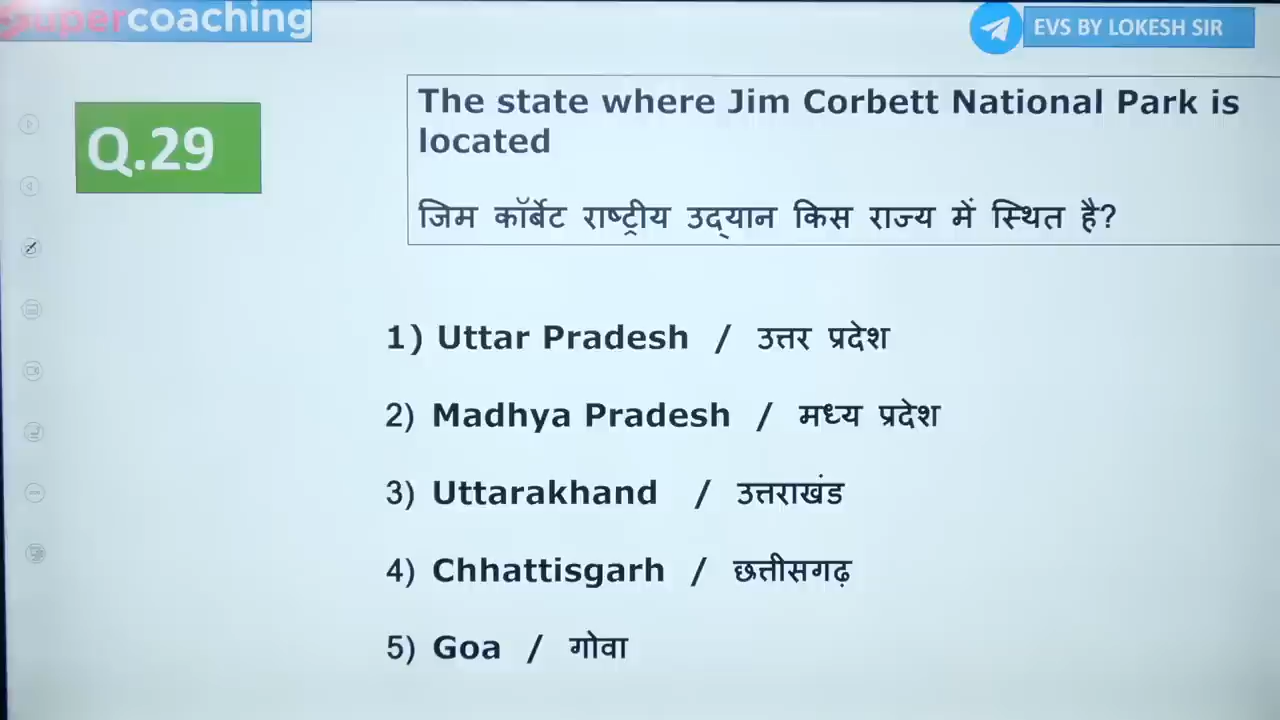 Supercoaching
EVS BY LOKESH SIR
Q.29
The state where Jim Corbett National Park is
located
जिम कॉर्बेट राष्ट्रीय उद्यान किस राज्य में स्थित है?
1) Uttar Pradesh / उत्तर प्रदेश
2) Madhya Pradesh / मध्य प्रदेश
3) Uttarakhand / उत्तराखंड
4) Chhattisgarh / छत्तीसगढ़
5) Goa / गोवा